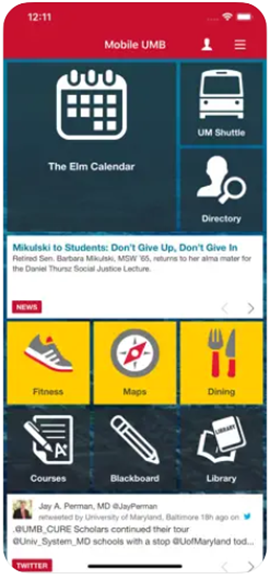 12:11
Mobile UMB
The Elm Calendar
UM Shuttle
Directory
Mikulski to Students: Don't Give Up, Don't Give In
Retired Sen. Barbara Mikulski, MSW '65, returns to her alma mater for
the Daniel Thursz Social Justice Lecture.
NEWS
Fitness
Maps
Dining
A+
LIBRARY
Courses
Blackboard
Library
Jay A. Perman, MD @JayPerman
retweeted by University of Maryland, Baltimore 18h ago on
.@UMB_CURE Scholars continued their tour
@Univ_System_MD schools with a stop @UofMaryland tod...
TWITTER